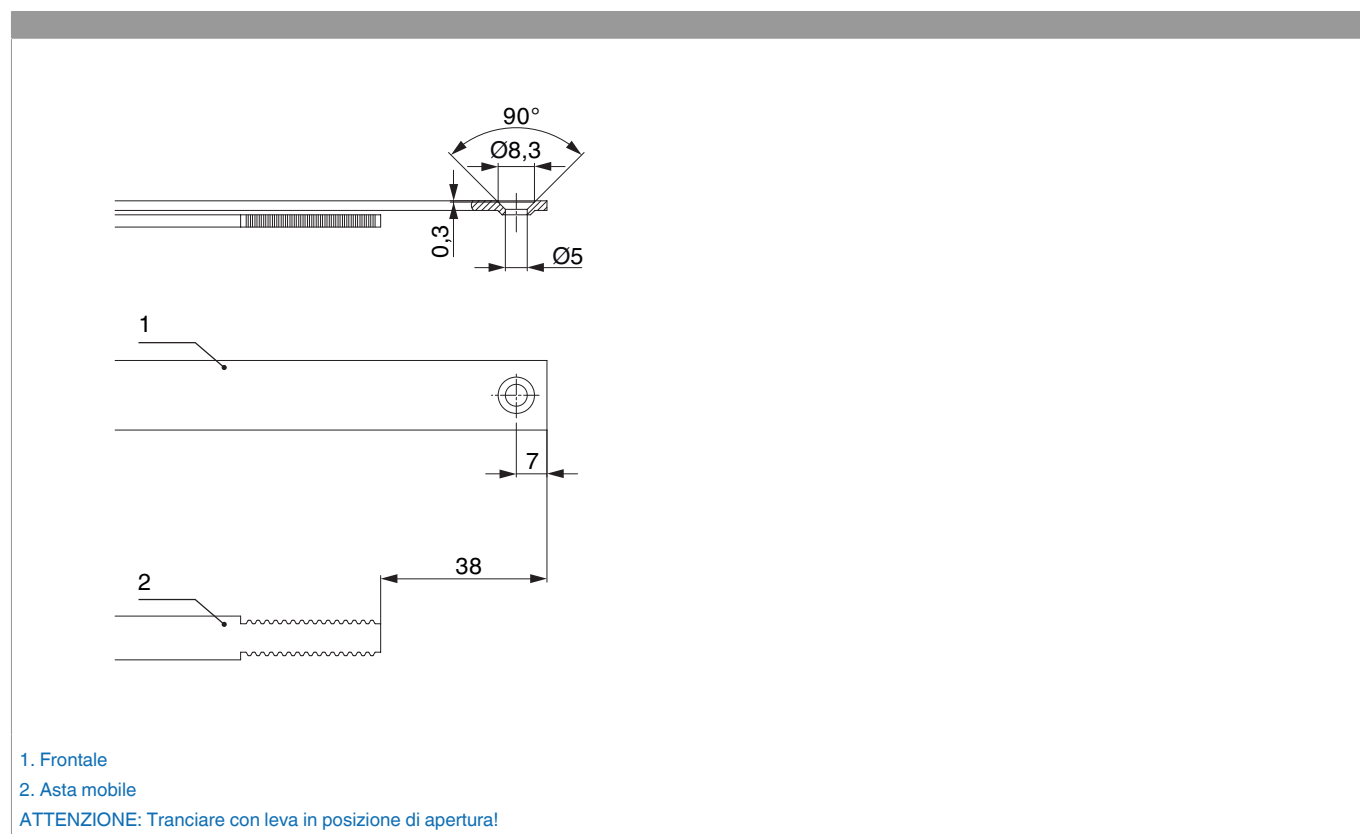 90°
Ø8,3
0,3
Ø5
1
7
38
2
1. Frontale
2. Asta mobile
ATTENZIONE: Tranciare con leva in posizione di apertura!